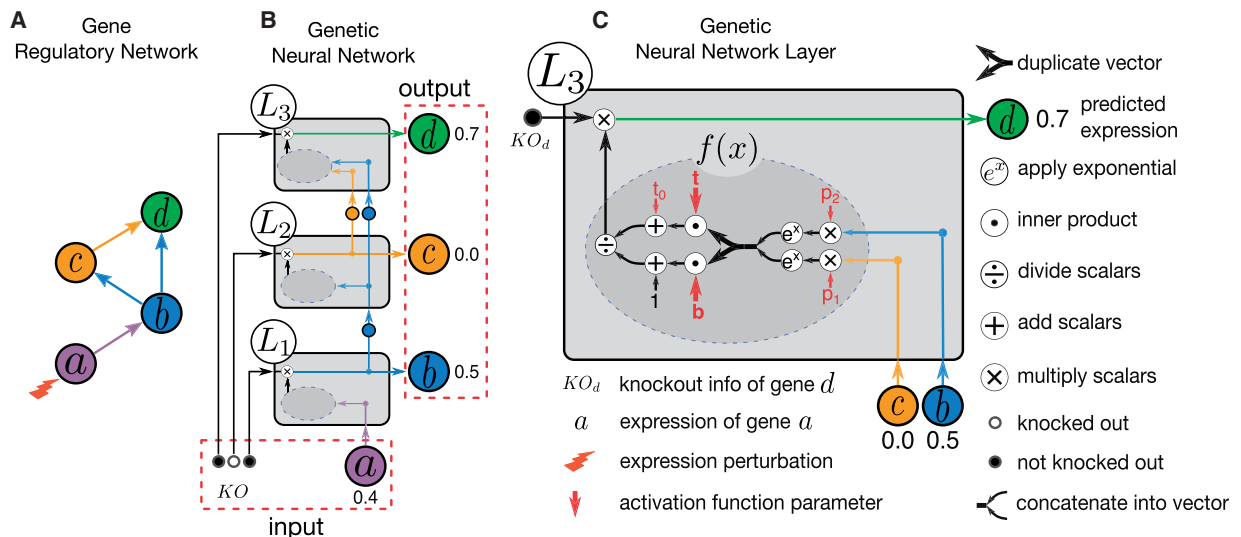 A
Gene
Regulatory Network
d
c
b
a
B
Genetic
Neural Network
output
L3
d 0.7
L2
c 0.0
L1
b 0.5
KO
a
0.4
input
C
Genetic
Neural Network Layer
L3
KOd
f(x)
t
t0
p2
+ · ex ×
÷
+ · ex ×
1
b
p1
c
b
0.0 0.5
duplicate vector
d 0.7 predicted
expression
ex apply exponential
· inner product
÷ divide scalars
+ add scalars
× multiply scalars
knocked out
not knocked out
concatenate into vector
KOd knockout info of gene d
a expression of gene a
expression perturbation
activation function parameter